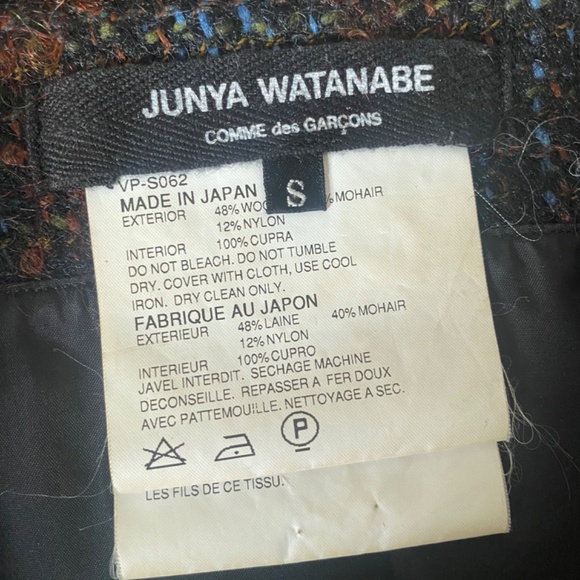 JUNYA WATANABE
COMME des GARÇONS
S
VP-S062
MADE IN JAPAN
EXTERIOR 48% % MOHAIR
12% NYLON
INTERIOR 100% CUPRA
DO NOT BLEACH. DO NOT TUMBLE
DRY. COVER WITH CLOTH, USE COOL
IRON. DRY CLEAN ONLY.
FABRIQUE AU JAPON
EXTERIEUR 48% LAINE 40% MOHAIR
12% NYLON
INTERIEUR 100% CUPRO
JAVEL INTERDIT. SECHAGE MACHINE
DECONSEILLE. REPASSER A FER DOUX
AVEC PATTEMOUILLE. NETTOYAGE A SEC.
P
LES FILS DE CE TISSU.